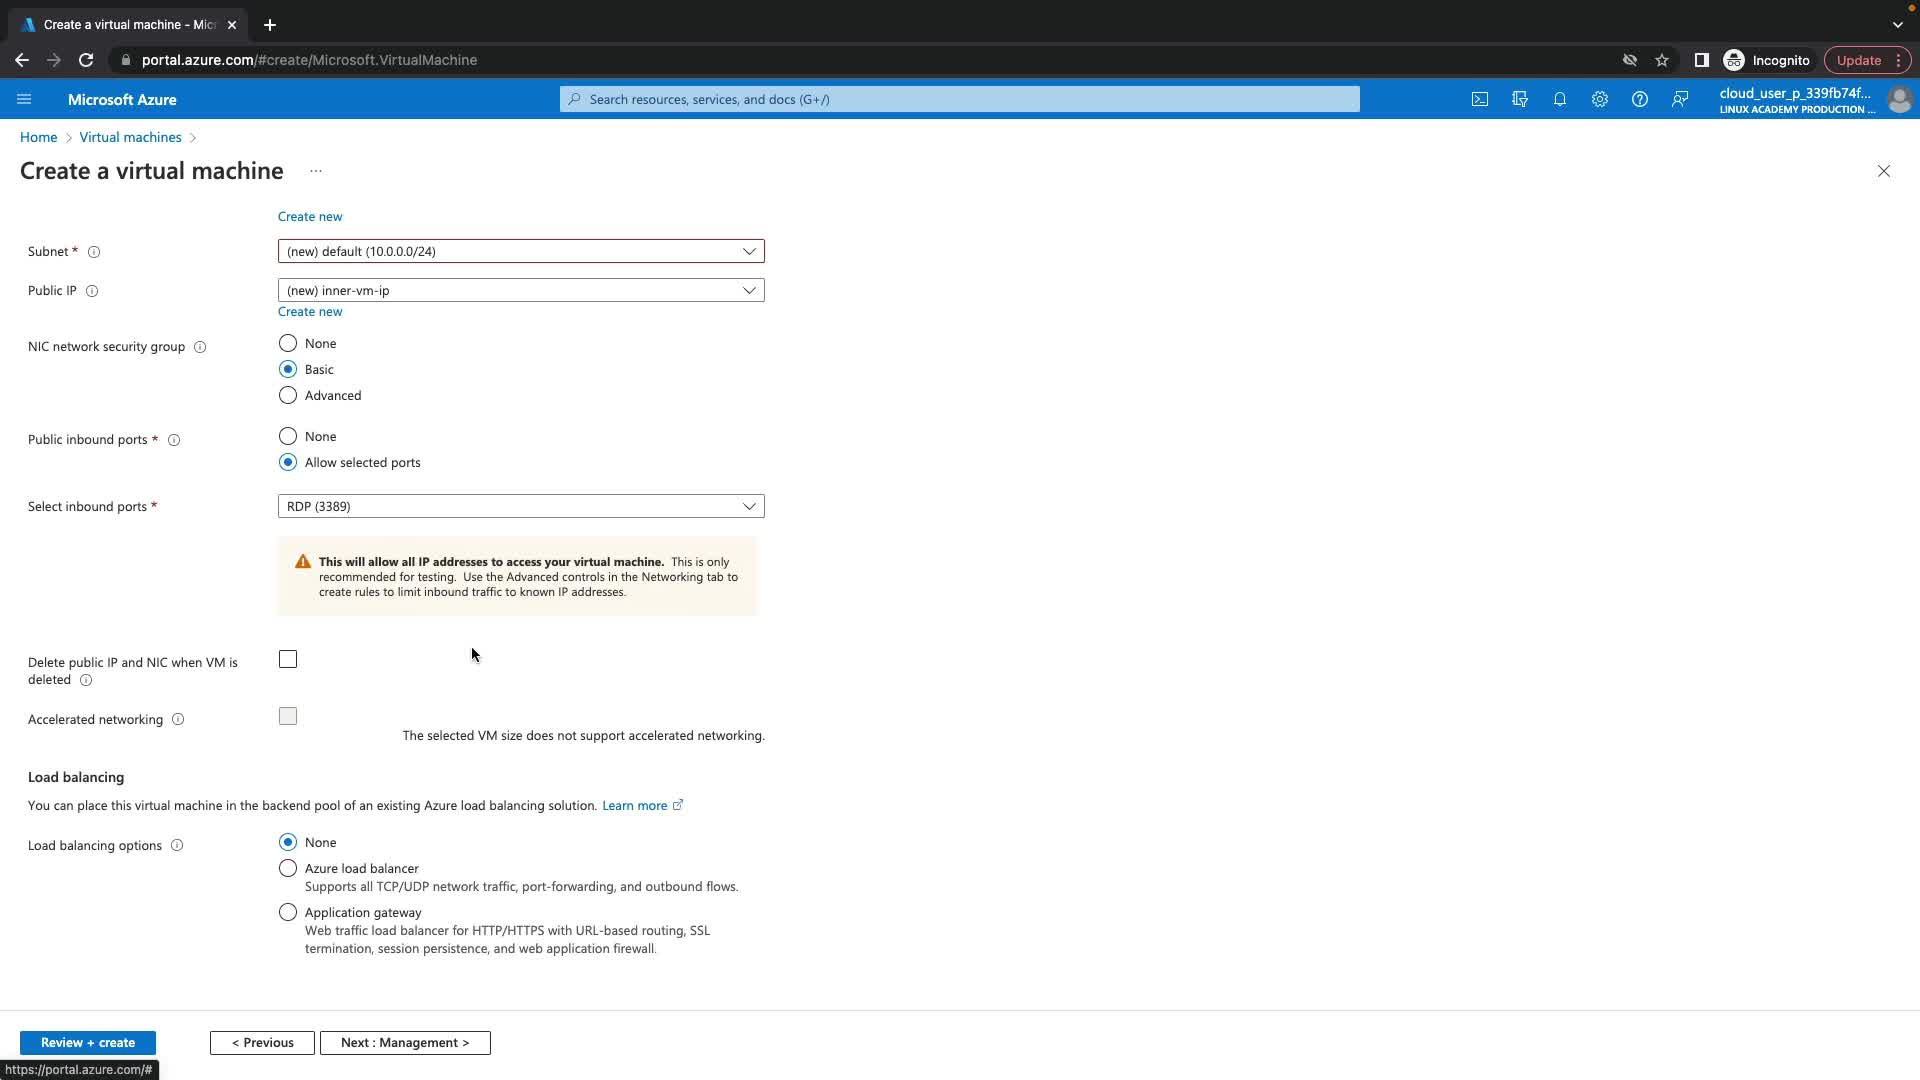 Create a virtual machine - Mic
portal.azure.com/#create/Microsoft.VirtualMachine
Incognito
Update
Microsoft Azure
Search resources, services, and docs (G+/)
cloud_user_p_339fb74f...
LINUX ACADEMY PRODUCTION ...
Home
Virtual machines
Create a virtual machine
...
Create new
Subnet *
(new) default (10.0.0.0/24)
Public IP
(new) inner-vm-ip
Create new
NIC network security group
None
Basic
Advanced
Public inbound ports *
None
Allow selected ports
Select inbound ports *
RDP (3389)
This will allow all IP addresses to access your virtual machine. This is only
recommended for testing. Use the Advanced controls in the Networking tab to
create rules to limit inbound traffic to known IP addresses.
Delete public IP and NIC when VM is
deleted
Accelerated networking
The selected VM size does not support accelerated networking.
Load balancing
You can place this virtual machine in the backend pool of an existing Azure load balancing solution. Learn more
Load balancing options
None
Azure load balancer
Supports all TCP/UDP network traffic, port-forwarding, and outbound flows.
Application gateway
Web traffic load balancer for HTTP/HTTPS with URL-based routing, SSL
termination, session persistence, and web application firewall.
Review + create
< Previous
Next : Management >
https://portal.azure.com/#